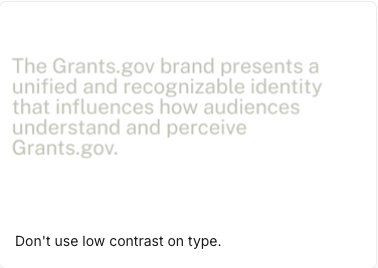 The Grants.gov brand presents a
unified and recognizable identity
that influences how audiences
understand and perceive
Grants.gov.
Don't use low contrast on type.